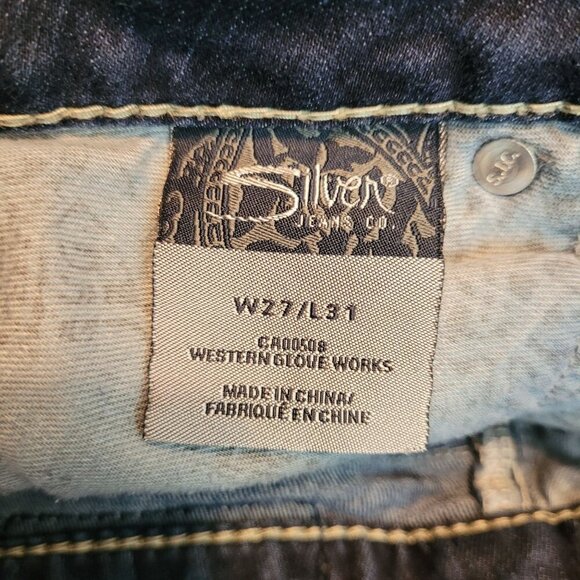 Silver®
JEANS CO.
S.J.C.
W27/L31
CA00508
WESTERN GLOVE WORKS
MADE IN CHINA/
FABRIQUÉ EN CHINE